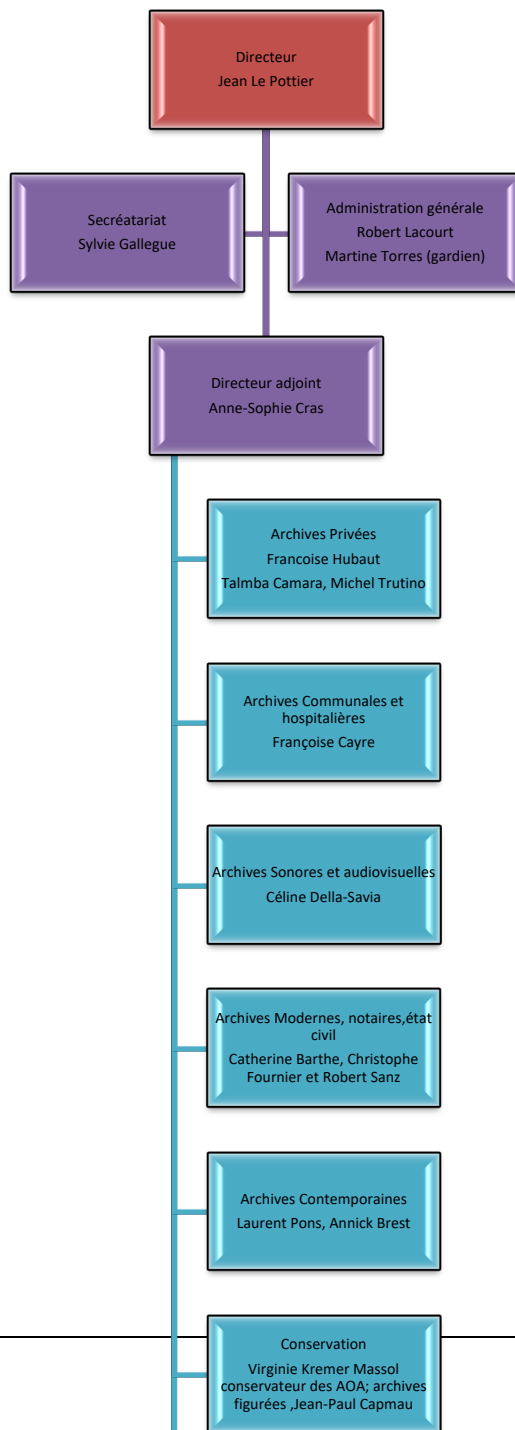 Directeur
Jean Le Pottier
Secréatariat
Sylvie Gallegue
Administration générale
Robert Lacourt
Martine Torres (gardien)
Directeur adjoint
Anne-Sophie Cras
Archives Privées
Francoise Hubaut
Talmba Camara, Michel Trutino
Archives Communales et
hospitalières
Françoise Cayre
Archives Sonores et audiovisuelles
Céline Della-Savia
Archives Modernes, notaires,état
civil
Catherine Barthe, Christophe
Fournier et Robert Sanz
Archives Contemporaines
Laurent Pons, Annick Brest
Conservation
Virginie Kremer Massol
conservateur des AOA; archives
figurées ,Jean-Paul Capmau